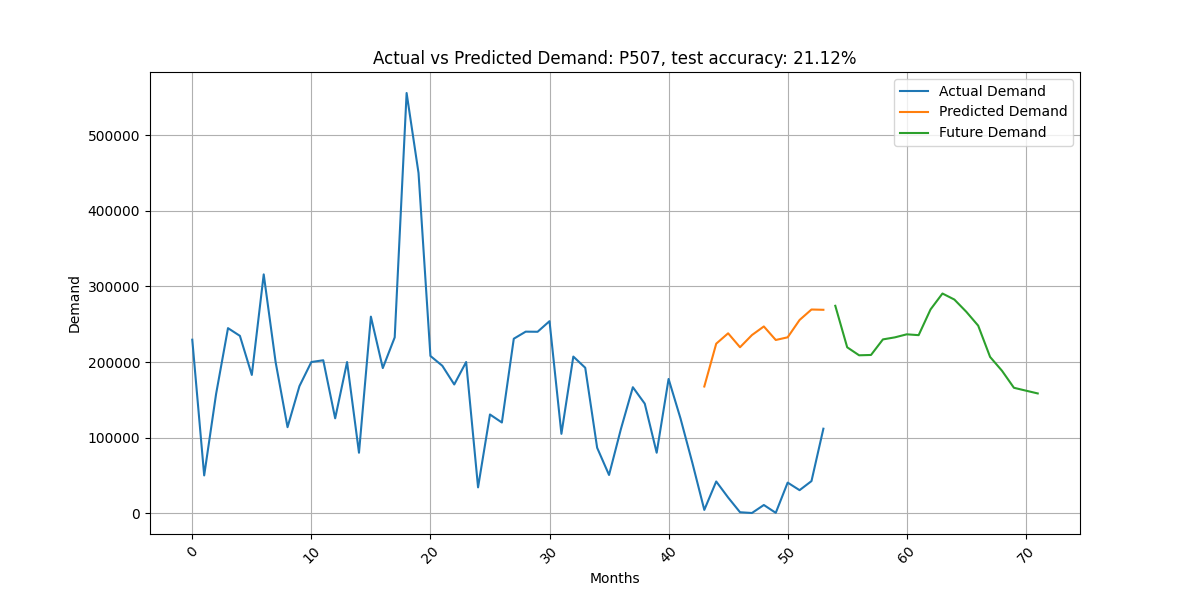 Actual vs Predicted Demand: P507, test accuracy: 21.12%
Actual Demand
Predicted Demand
Future Demand
Demand
500000
400000
300000
200000
100000
0
0 10 20 30 40 50 60 70
Months